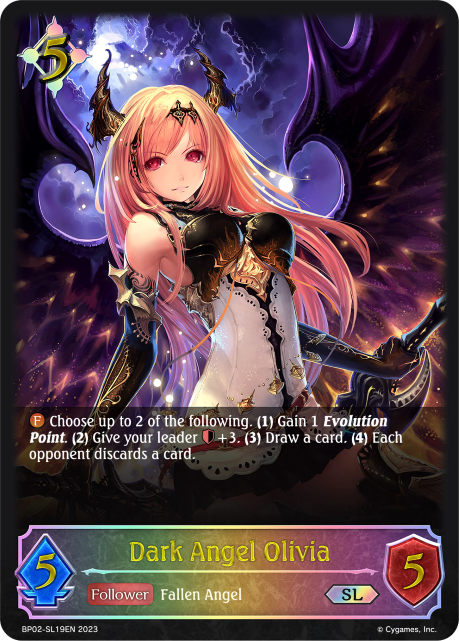 5
F Choose up to 2 of the following. (1) Gain 1 Evolution
Point. (2) Give your leader +3. (3) Draw a card. (4) Each
opponent discards a card.
Dark Angel Olivia
5
5
Follower Fallen Angel
SL
BP02-SL19EN 2023
© Cygames, Inc.